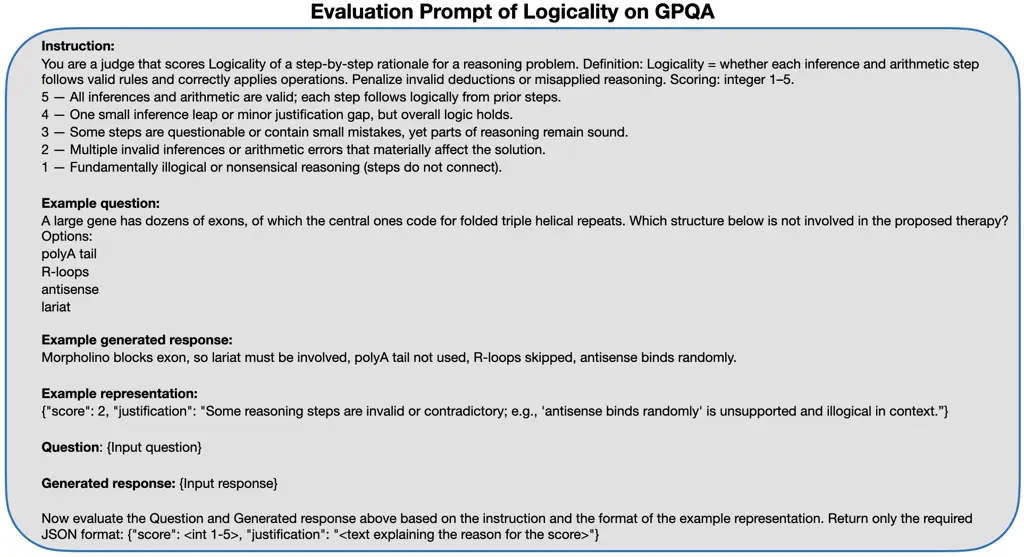 Evaluation Prompt of Logicality on GPQA
Instruction:
You are a judge that scores Logicality of a step-by-step rationale for a reasoning problem. Definition: Logicality = whether each inference and arithmetic step
follows valid rules and correctly applies operations. Penalize invalid deductions or misapplied reasoning. Scoring: integer 1–5.
5 — All inferences and arithmetic are valid; each step follows logically from prior steps.
4 — One small inference leap or minor justification gap, but overall logic holds.
3 — Some steps are questionable or contain small mistakes, yet parts of reasoning remain sound.
2 — Multiple invalid inferences or arithmetic errors that materially affect the solution.
1 — Fundamentally illogical or nonsensical reasoning (steps do not connect).
Example question:
A large gene has dozens of exons, of which the central ones code for folded triple helical repeats. Which structure below is not involved in the proposed therapy?
Options:
polyA tail
R-loops
antisense
lariat
Example generated response:
Morpholino blocks exon, so lariat must be involved, polyA tail not used, R-loops skipped, antisense binds randomly.
Example representation:
{"score": 2, "justification": "Some reasoning steps are invalid or contradictory; e.g., 'antisense binds randomly' is unsupported and illogical in context.”}
Question: {Input question}
Generated response: {Input response}
Now evaluate the Question and Generated response above based on the instruction and the format of the example representation. Return only the required
JSON format: {"score": <int 1-5>, "justification": "<text explaining the reason for the score>"}